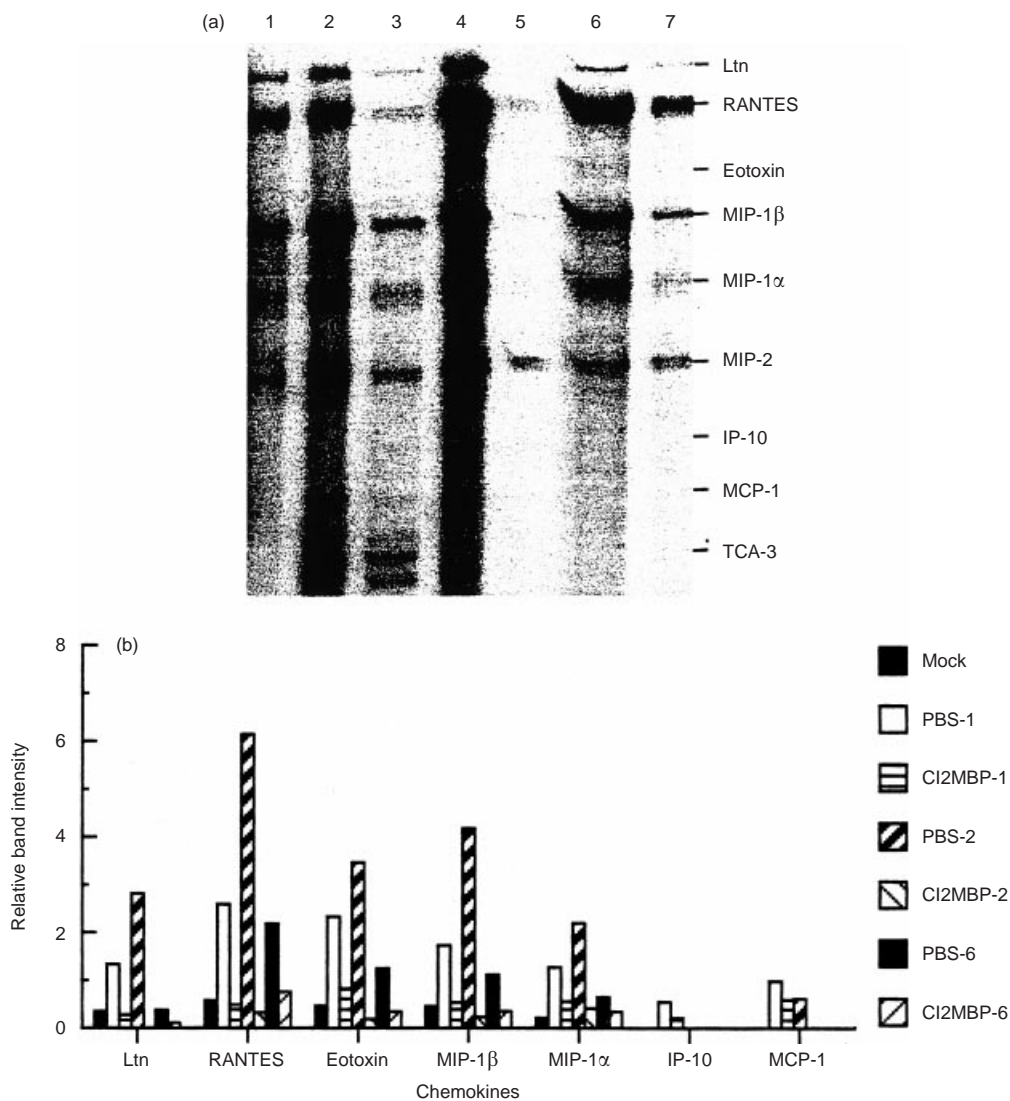 (a) 1 2 3 4 5 6 7
Ltn
RANTES
Eotoxin
MIP-1β
MIP-1α
MIP-2
IP-10
MCP-1
TCA-3
(b)
8
6
4
2
0
Relative band intensity
Ltn RANTES Eotoxin MIP-1β MIP-1α IP-10 MCP-1
Chemokines
Mock
PBS-1
Cl2MBP-1
PBS-2
Cl2MBP-2
PBS-6
Cl2MBP-6